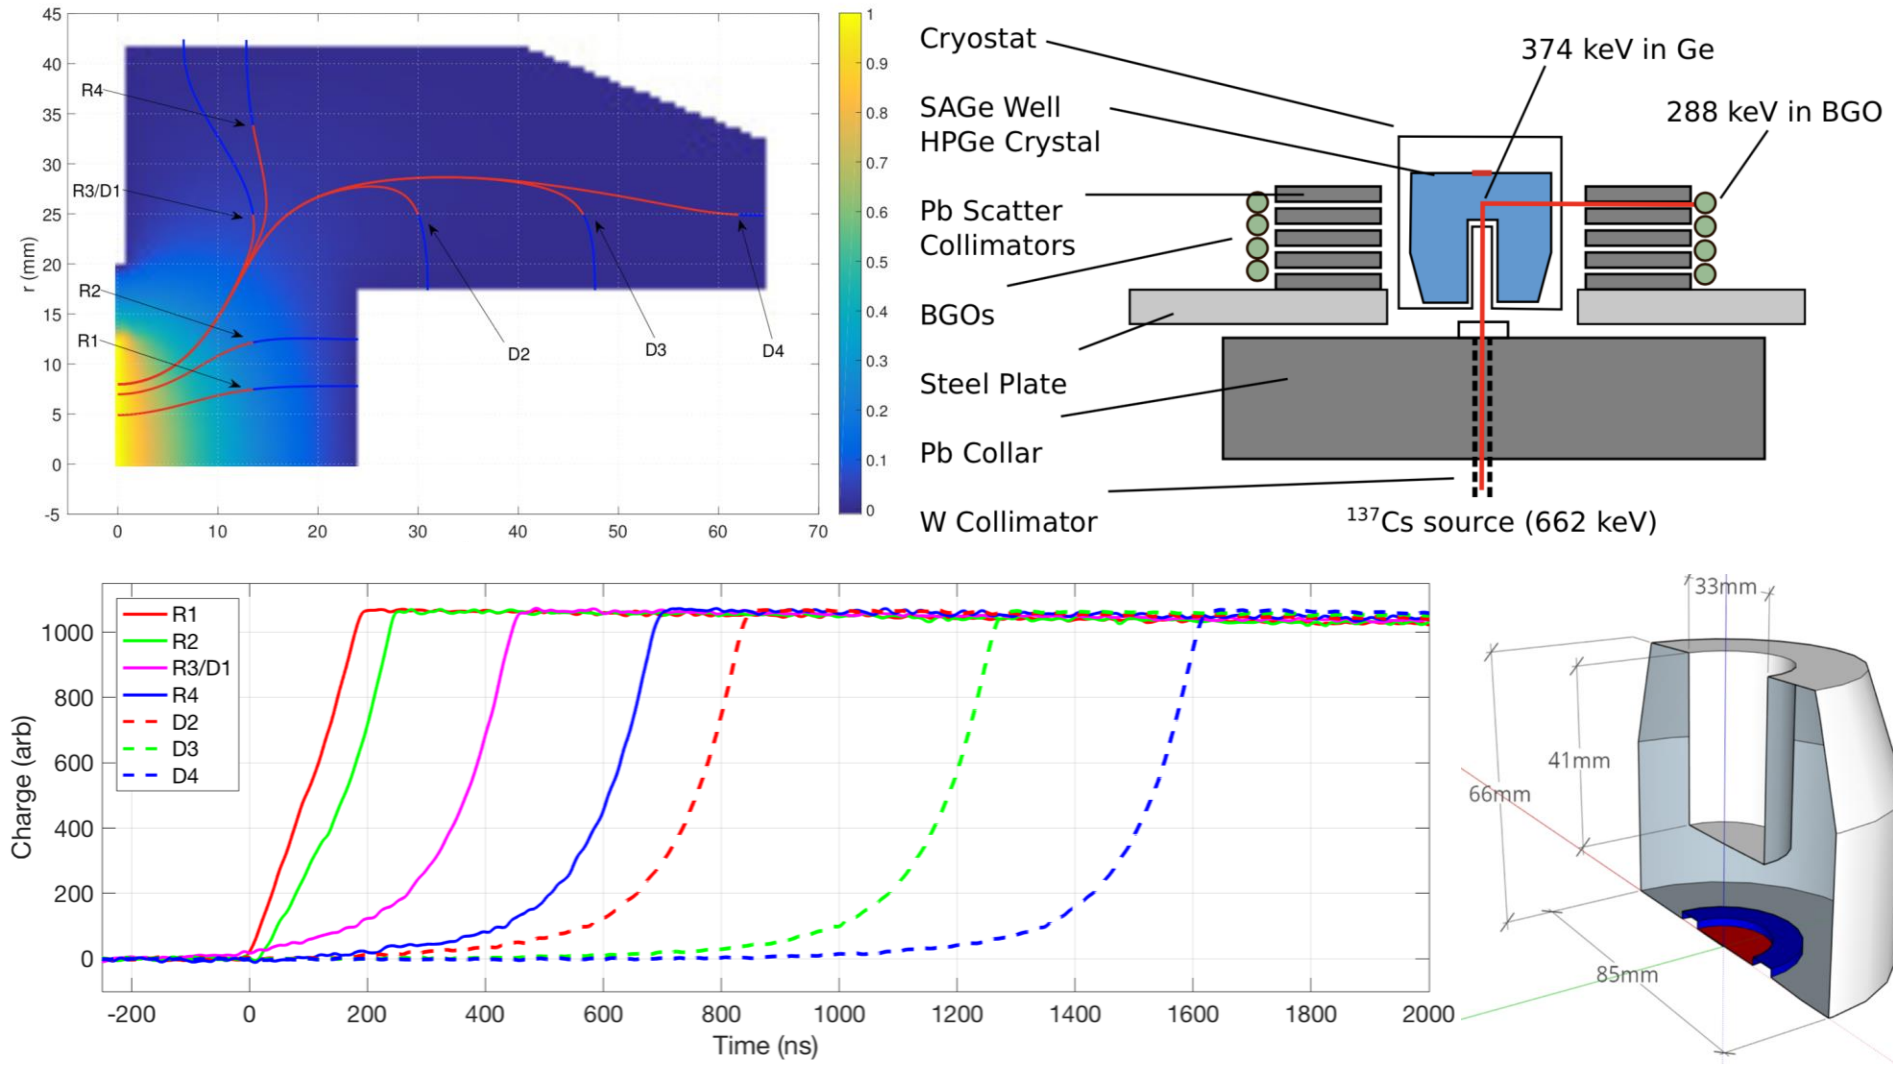 45
40
35
30
25
20
15
10
5
0
-5
r (mm)
0
10
20
30
40
50
60
70
R4
R3/D1
R2
R1
D2
D3
D4
1
0.9
0.8
0.7
0.6
0.5
0.4
0.3
0.2
0.1
0
Cryostat
SAGe Well
HPGe Crystal
Pb Scatter
Collimators
BGOs
Steel Plate
Pb Collar
W Collimator
374 keV in Ge
288 keV in BGO
¹³⁷Cs source (662 keV)
R1
R2
R3/D1
R4
D2
D3
D4
1000
800
600
400
200
0
Charge (arb)
-200
0
200
400
600
800
1000
1200
1400
1600
1800
2000
Time (ns)
33mm
41mm
66mm
85mm